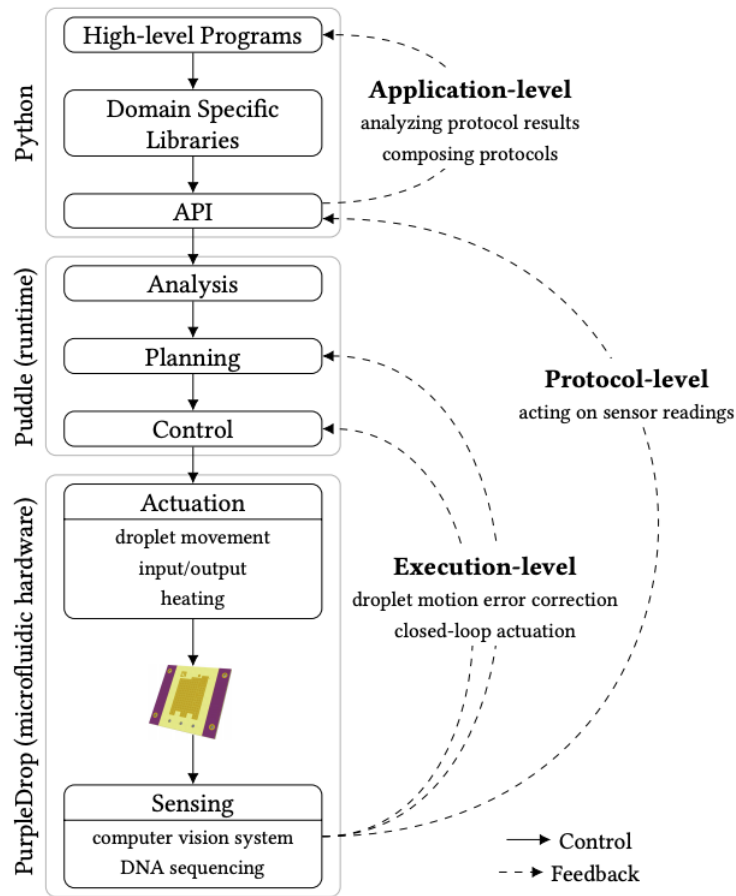 Python
High-level Programs
Domain Specific
Libraries
API
Application-level
analyzing protocol results
composing protocols
Puddle (runtime)
Analysis
Planning
Control
Protocol-level
acting on sensor readings
PurpleDrop (microfluidic hardware)
Actuation
droplet movement
input/output
heating
Execution-level
droplet motion error correction
closed-loop actuation
Sensing
computer vision system
DNA sequencing
Control
Feedback